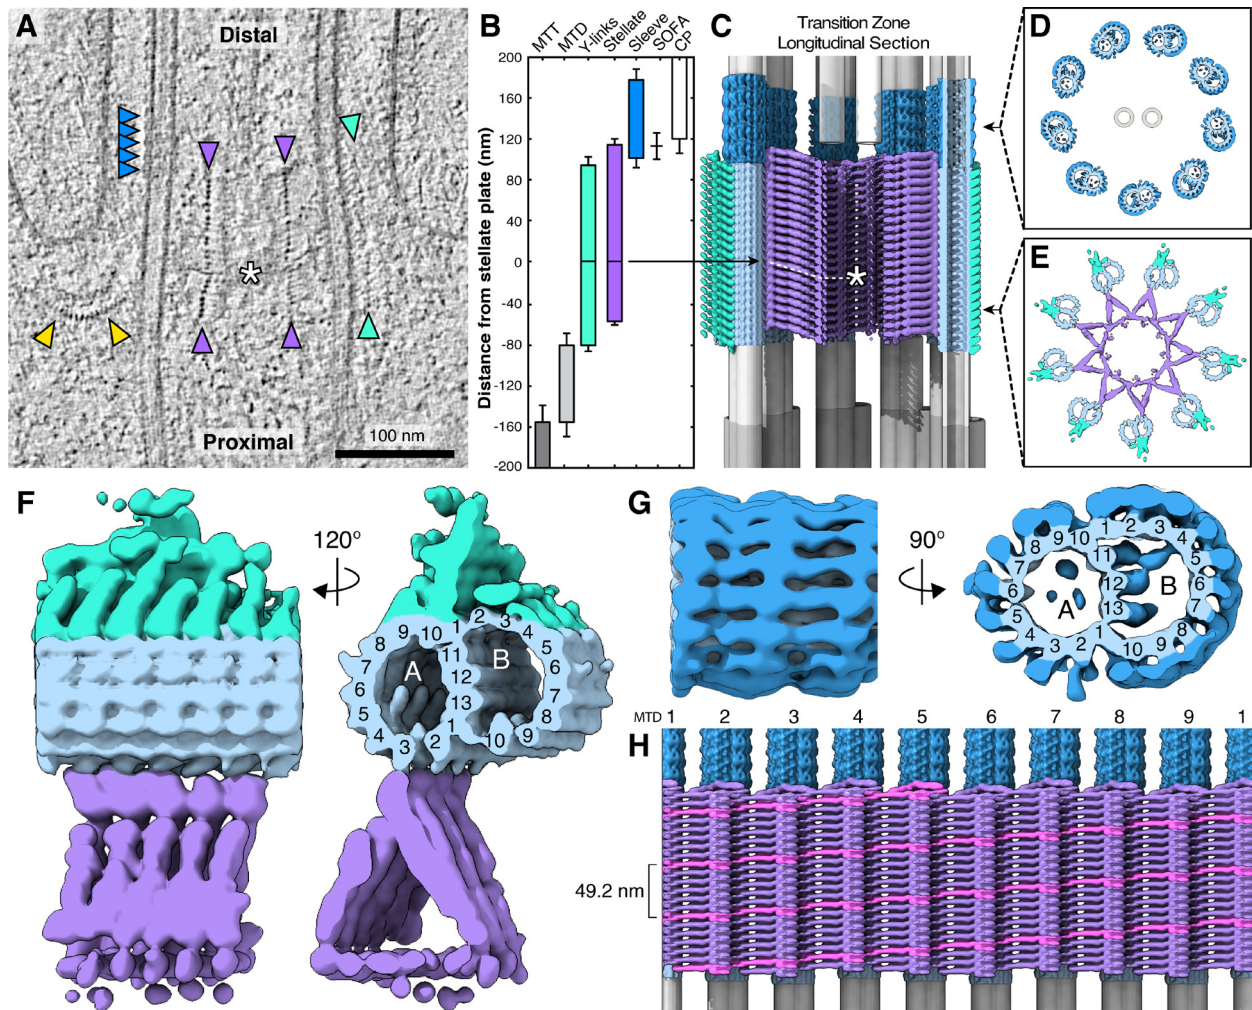 A
Distal
Proximal
100 nm
B
MTT
MTD
Y-links
Stellate
Sleeve
SOFA
CP
Distance from stellate plate (nm)
200
160
120
80
40
0
-40
-80
-120
-160
-200
C
Transition Zone
Longitudinal Section
*
D
E
F
120º
9 10 1 2 3 4
8 11 5
7 A 12 B 6
6 13 7
5 1 8
4 3 2 10 9
G
90º
8 9 10 1 2 3 4
7 11 5
6 A 12 B 6
5 13 7
4 3 2 1 10 9 8
MTD 1 2 3 4 5 6 7 8 9 1
H
49.2 nm